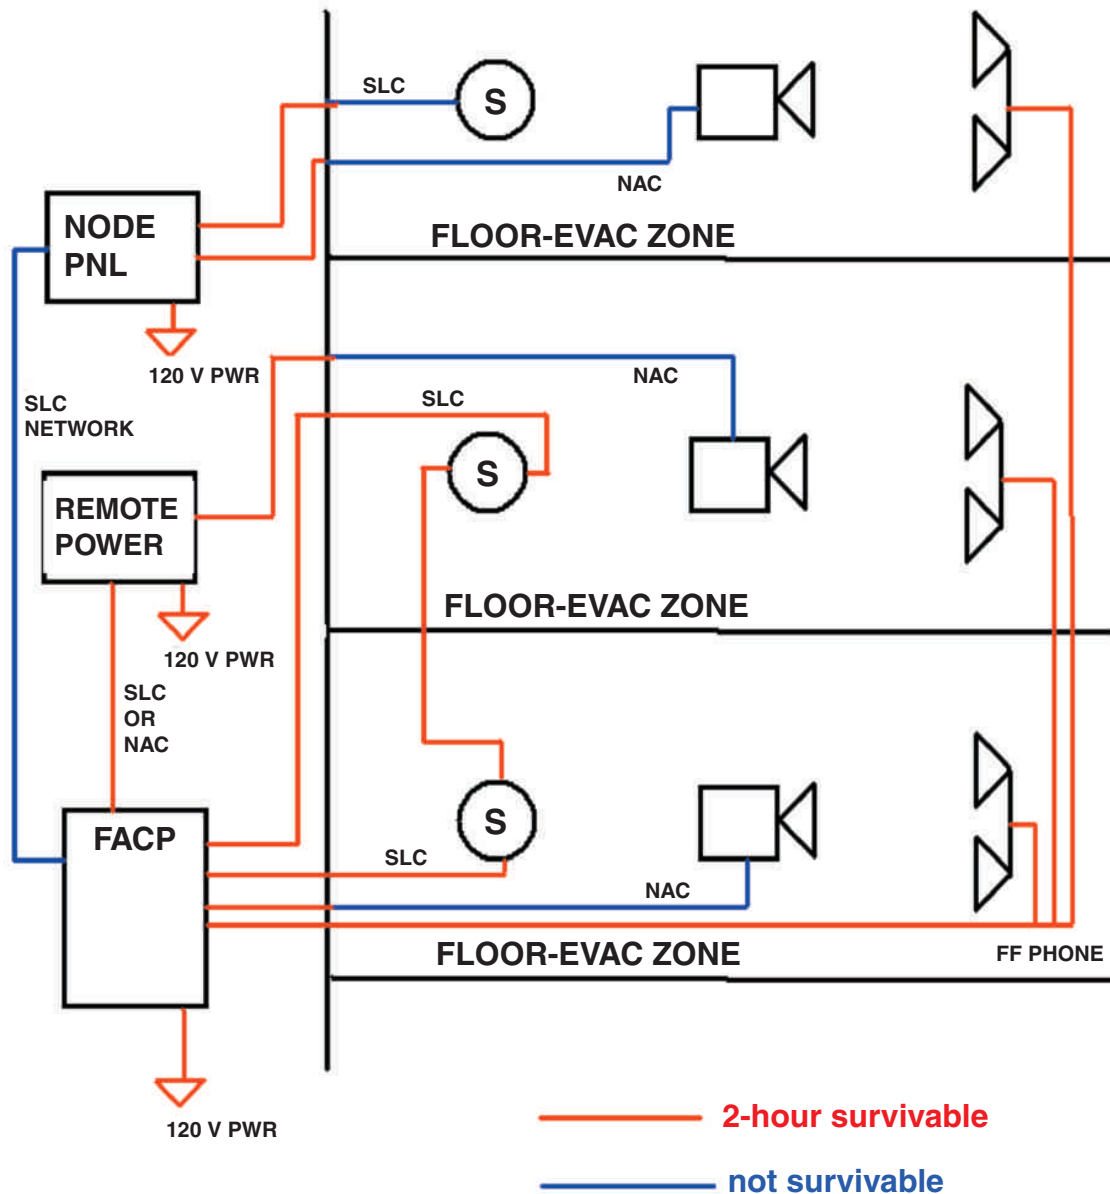 SLC
S
NAC
NODE
PNL
FLOOR-EVAC ZONE
120 V PWR
NAC
SLC
SLC
NETWORK
S
REMOTE
POWER
FLOOR-EVAC ZONE
120 V PWR
SLC
OR
NAC
S
FACP
SLC
NAC
FLOOR-EVAC ZONE
FF PHONE
120 V PWR
2-hour survivable
not survivable